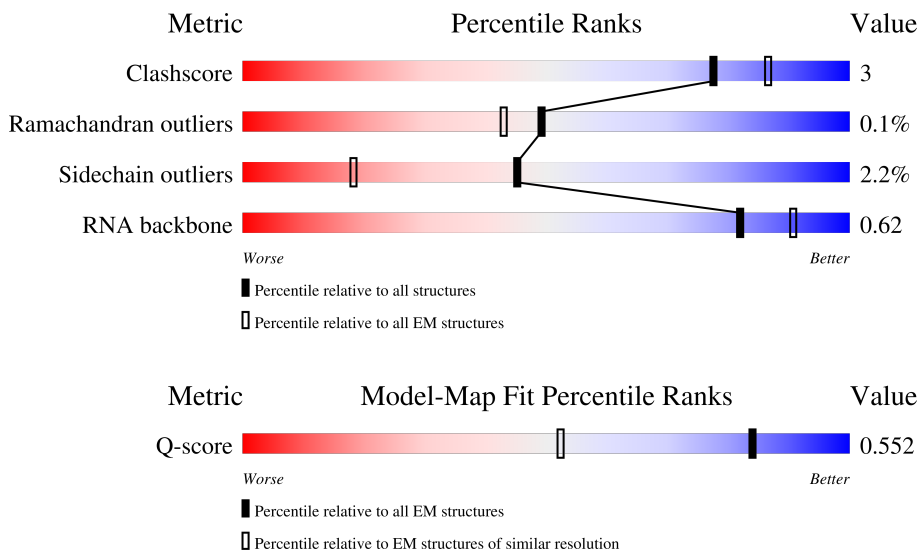 Metric Percentile Ranks Value
Clashscore 3
Ramachandran outliers 0.1%
Sidechain outliers 2.2%
RNA backbone 0.62
Worse Better
Percentile relative to all structures
Percentile relative to all EM structures
Metric Model-Map Fit Percentile Ranks Value
Q-score 0.552
Worse Better
Percentile relative to all EM structures
Percentile relative to EM structures of similar resolution